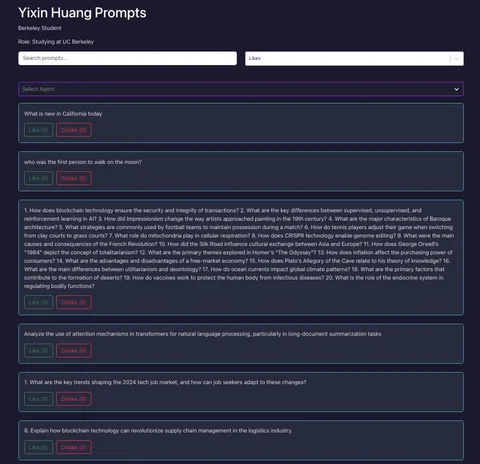 Yixin Huang Prompts
Berkeley Student
Role: Studying at UC Berkeley
Search prompts...
Likes
Select Agent
What is new in California today
Like (0) Dislike (0)
who was the first person to walk on the moon?
Like (0) Dislike (0)
1. How does blockchain technology ensure the security and integrity of transactions? 2. What are the key differences between supervised, unsupervised, and
reinforcement learning in AI? 3. How did Impressionism change the way artists approached painting in the 19th century? 4. What are the major characteristics of Baroque
architecture? 5. What strategies are commonly used by football teams to maintain possession during a match? 6. How do tennis players adjust their game when switching
from clay courts to grass courts? 7. What role do mitochondria play in cellular respiration? 8. How does CRISPR technology enable genome editing? 9. What were the main
causes and consequences of the French Revolution? 10. How did the Silk Road influence cultural exchange between Asia and Europe? 11. How does George Orwell's
"1984" depict the concept of totalitarianism? 12. What are the primary themes explored in Homer's "The Odyssey"? 13. How does inflation affect the purchasing power of
consumers? 14. What are the advantages and disadvantages of a free-market economy? 15. How does Plato's Allegory of the Cave relate to his theory of knowledge? 16.
What are the main differences between utilitarianism and deontology? 17. How do ocean currents impact global climate patterns? 18. What are the primary factors that
contribute to the formation of deserts? 19. How do vaccines work to protect the human body from infectious diseases? 20. What is the role of the endocrine system in
regulating bodily functions?
Like (0) Dislike (0)
Analyze the use of attention mechanisms in transformers for natural language processing, particularly in long-document summarization tasks
Like (0) Dislike (0)
1. What are the key trends shaping the 2024 tech job market, and how can job seekers adapt to these changes?
Like (0) Dislike (0)
8. Explain how blockchain technology can revolutionize supply chain management in the logistics industry.
Like (0) Dislike (0)